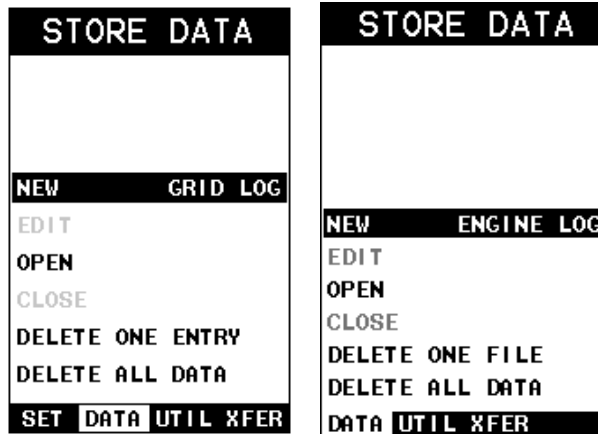 STORE DATA
NEW GRID LOG
EDIT
OPEN
CLOSE
DELETE ONE ENTRY
DELETE ALL DATA
SET DATA UTIL XFER
STORE DATA
NEW ENGINE LOG
EDIT
OPEN
CLOSE
DELETE ONE FILE
DELETE ALL DATA
DATA UTIL XFER